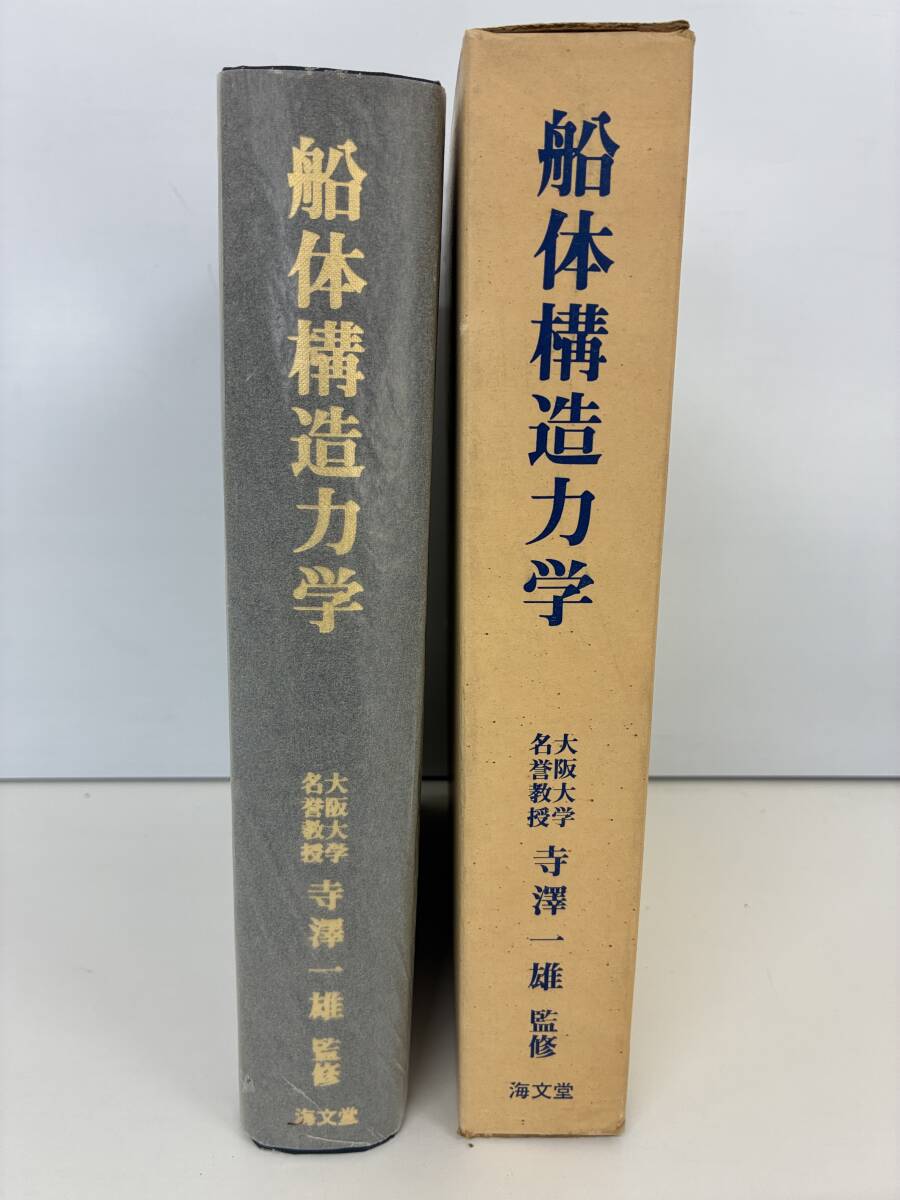 船体構造力学
大阪大学
名誉教授
寺澤一雄 監修
海文堂
船体構造力学
大阪大学
名誉教授
寺澤一雄 監修
海文堂